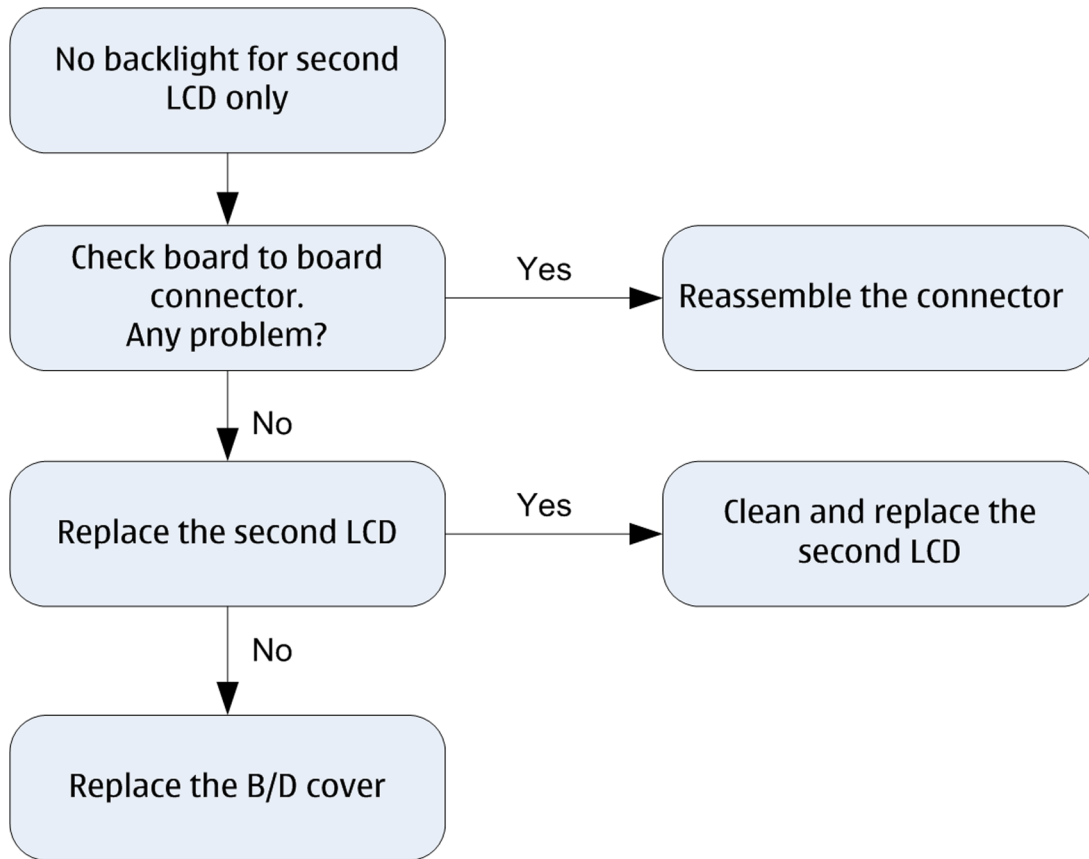 No backlight for second
LCD only
Check board to board
connector.
Any problem?
Yes
Reassemble the connector
No
Replace the second LCD
Yes
Clean and replace the
second LCD
No
Replace the B/D cover